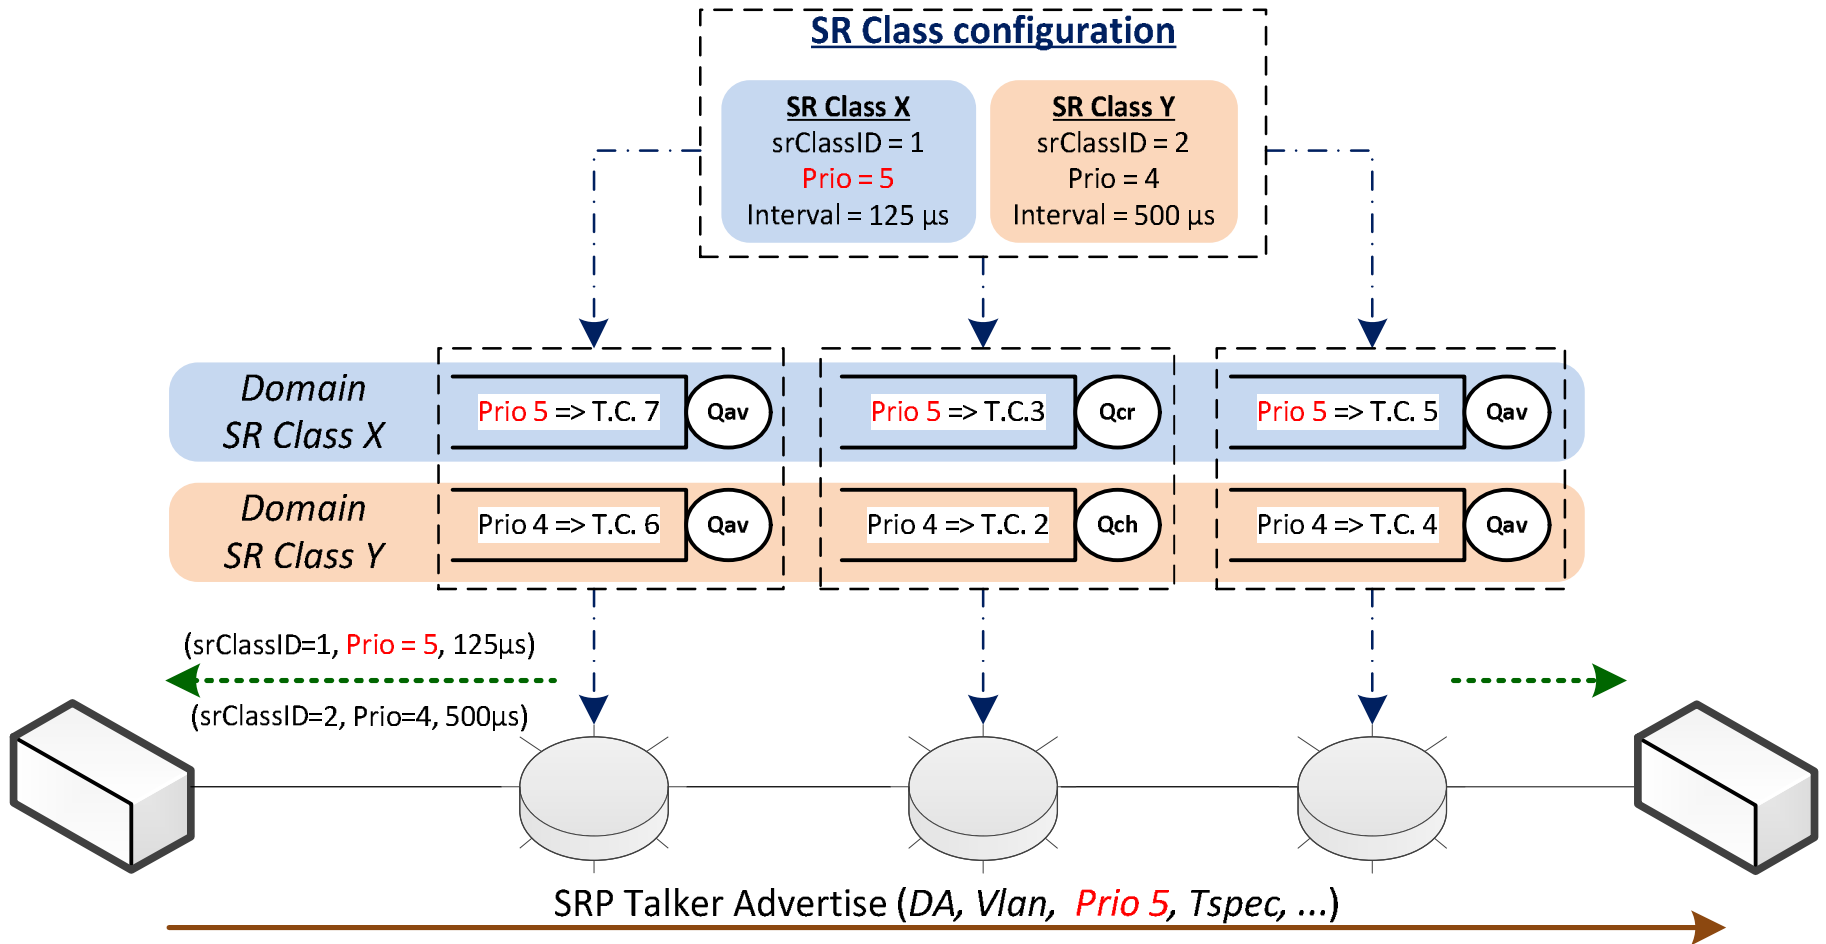 SR Class configuration
SR Class X
srClassID = 1
Prio = 5
Interval = 125 µs
SR Class Y
srClassID = 2
Prio = 4
Interval = 500 µs
Domain
SR Class X
Prio 5 => T.C. 7
Qav
Prio 5 => T.C.3
Qcr
Prio 5 => T.C. 5
Qav
Domain
SR Class Y
Prio 4 => T.C. 6
Qav
Prio 4 => T.C. 2
Qch
Prio 4 => T.C. 4
Qav
(srClassID=1, Prio = 5, 125µs)
(srClassID=2, Prio=4, 500µs)
SRP Talker Advertise (DA, Vlan, Prio 5, Tspec, ...)